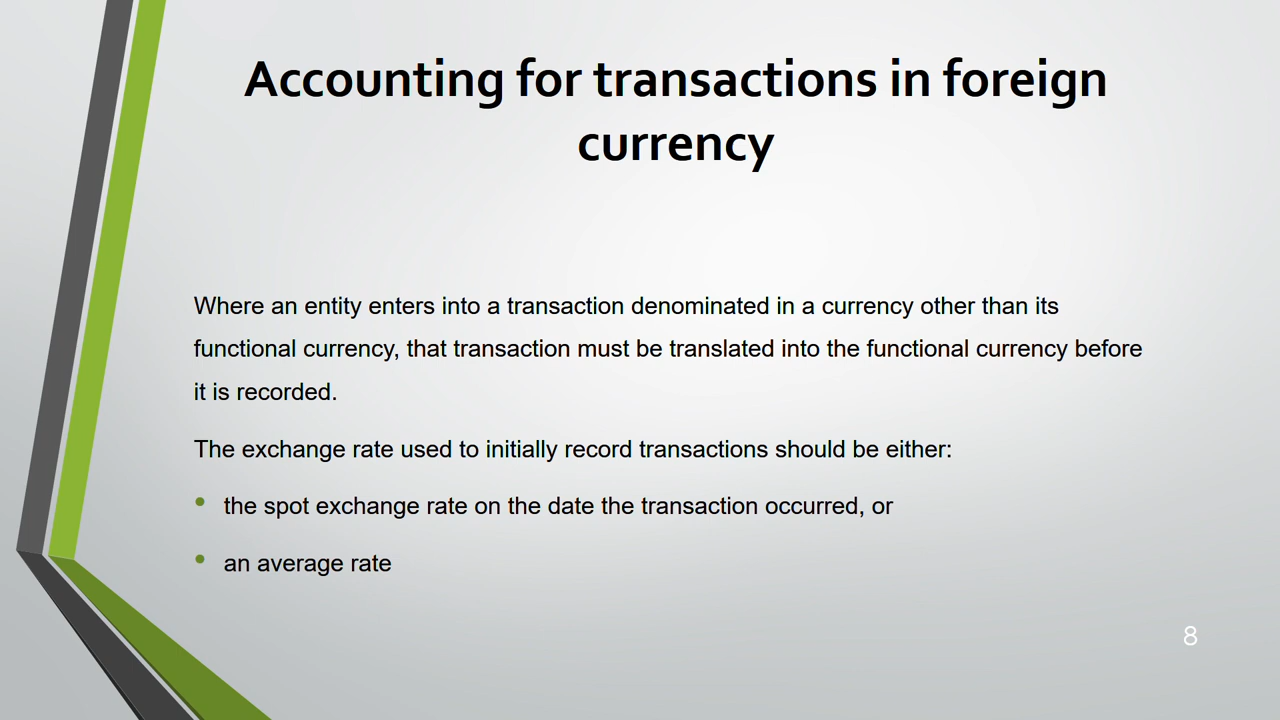 Accounting for transactions in foreign
currency
Where an entity enters into a transaction denominated in a currency other than its
functional currency, that transaction must be translated into the functional currency before
it is recorded.
The exchange rate used to initially record transactions should be either:
• the spot exchange rate on the date the transaction occurred, or
• an average rate
8